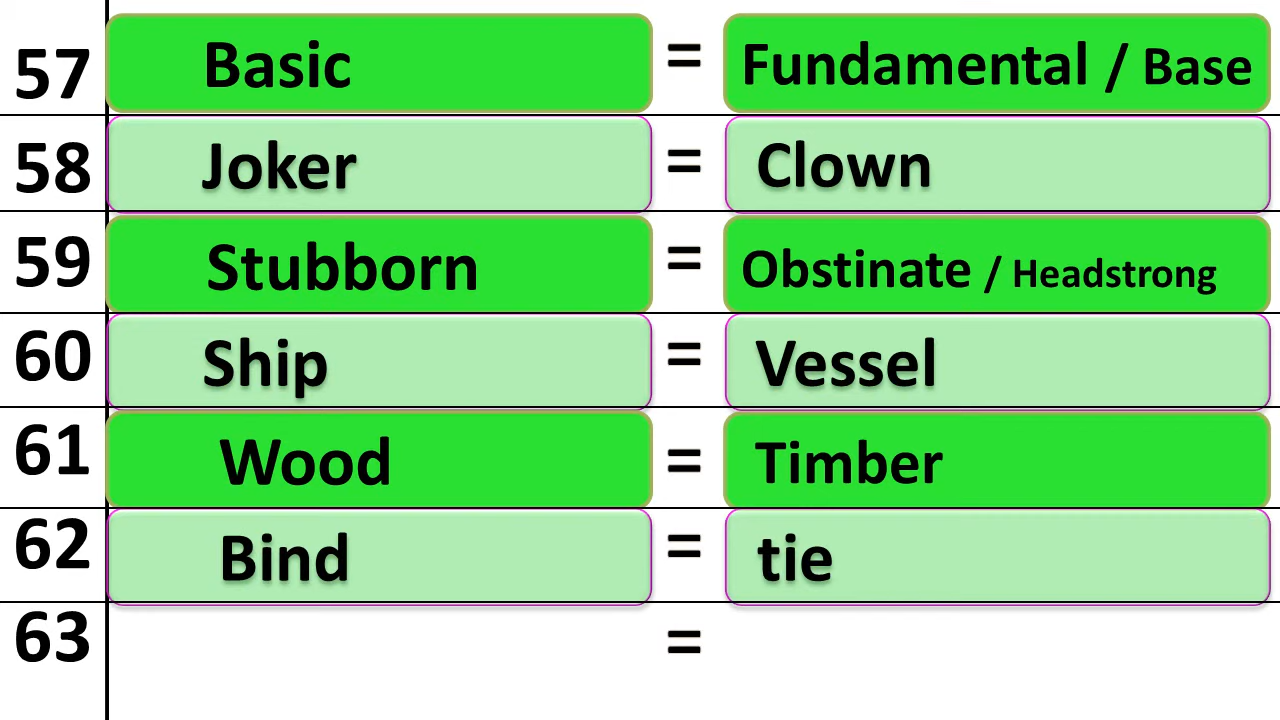 57 Basic = Fundamental / Base
58 Joker = Clown
59 Stubborn = Obstinate / Headstrong
60 Ship = Vessel
61 Wood = Timber
62 Bind = tie
63 =